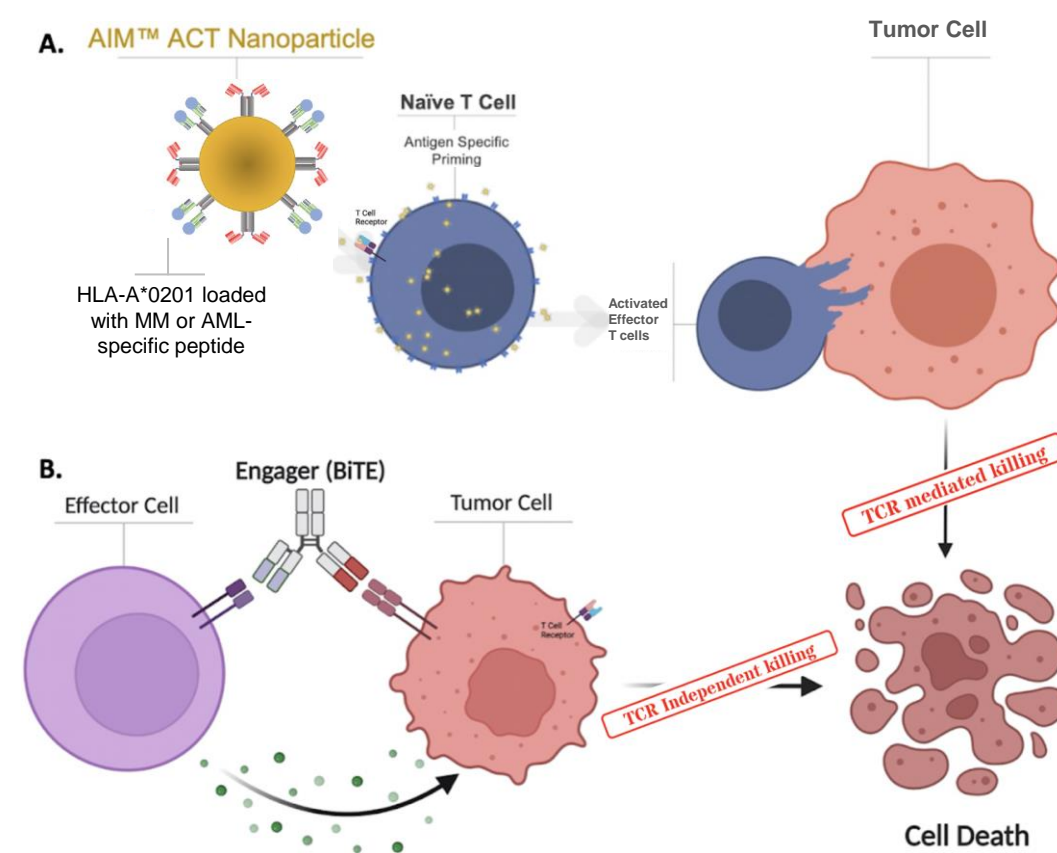 A.
AIM™ ACT Nanoparticle
Tumor Cell
Naïve T Cell
Antigen Specific
Priming
T Cell
Receptor
HLA-A*0201 loaded
with MM or AML-
specific peptide
Activated
Effector
T cells
TCR mediated killing
B.
Engager (BiTE)
Effector Cell
Tumor Cell
T Cell
Receptor
TCR Independent killing
Cell Death